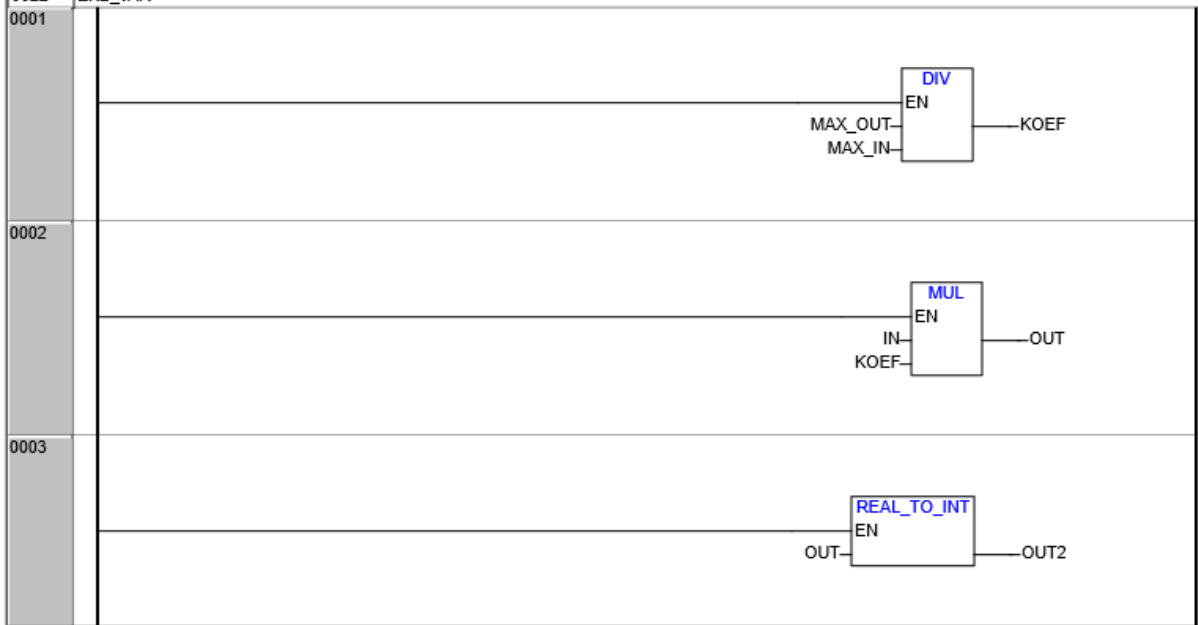 0001
DIV
EN
MAX_OUT
KOEF
MAX_IN
0002
MUL
EN
IN
OUT
KOEF
0003
REAL_TO_INT
EN
OUT
OUT2